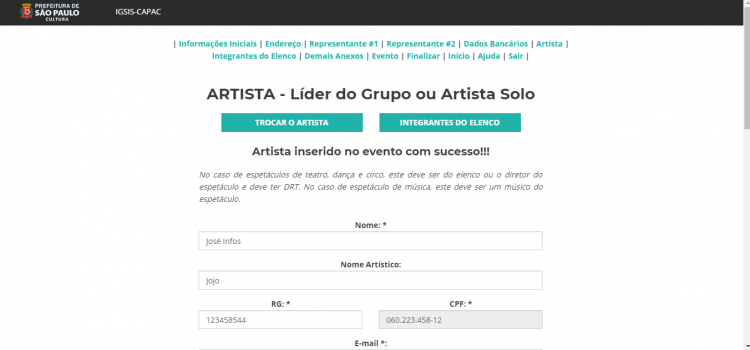 PREFEITURA DE
SÃO PAULO
CULTURA
IGSIS-CAPAC
| Informações Iniciais | Endereço | Representante #1 | Representante #2 | Dados Bancários | Artista |
Integrantes do Elenco | Demais Anexos | Evento | Finalizar | Início | Ajuda | Sair |
ARTISTA - Líder do Grupo ou Artista Solo
TROCAR O ARTISTA
INTEGRANTES DO ELENCO
Artista inserido no evento com sucesso!!!
No caso de espetáculos de teatro, dança e circo, este deve ser do elenco ou o diretor do
espetáculo e deve ter DRT. No caso de espetáculo de música, este deve ser um músico do
espetáculo.
Nome: *
José infos
Nome Artístico:
Jojo
RG: *
CPF: *
123458544
060.223.458-12
E-mail *: